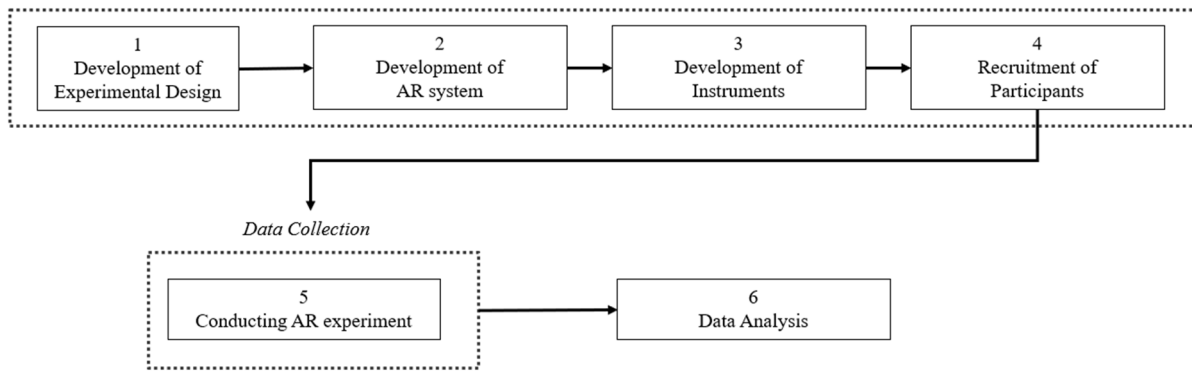 1
Development of
Experimental Design
2
Development of
AR system
3
Development of
Instruments
4
Recruitment of
Participants
Data Collection
5
Conducting AR experiment
6
Data Analysis